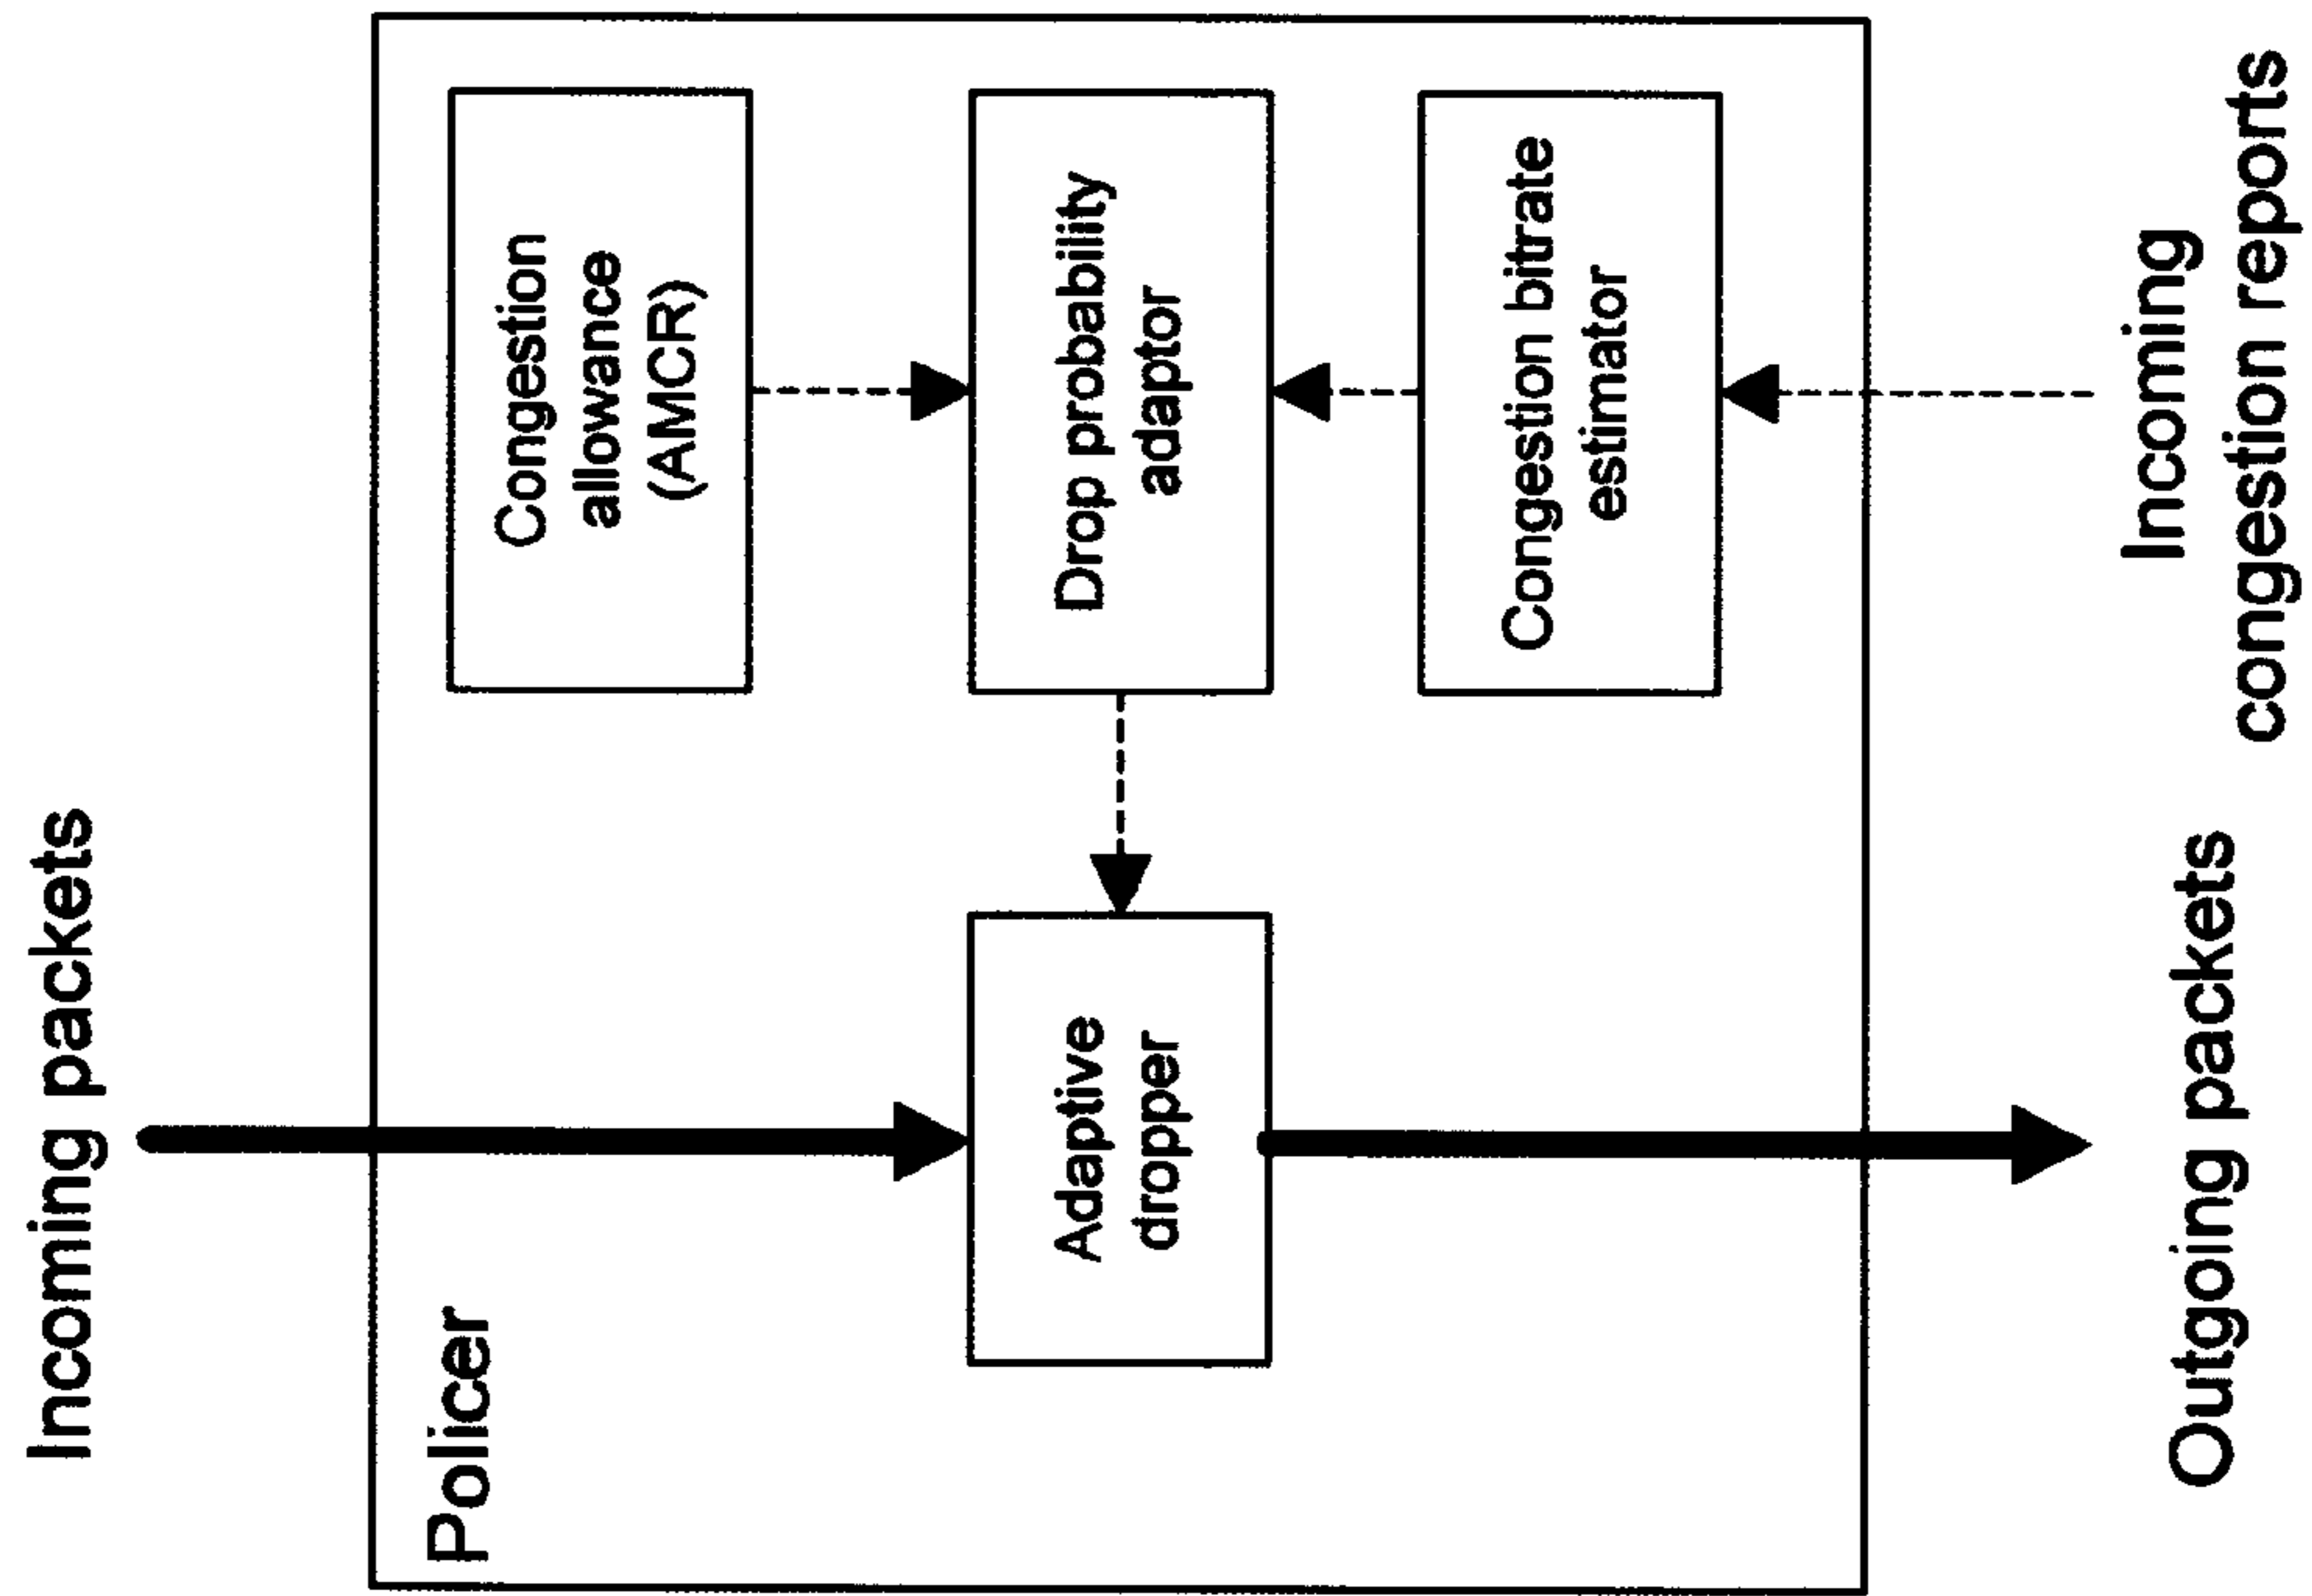 Incoming packets
Policer
Congestion
allowance
(AMCR)
Adaptive
dropper
Drop probability
adaptor
Congestion bitrate
estimator
Outgoing packets
Incoming
congestion reports